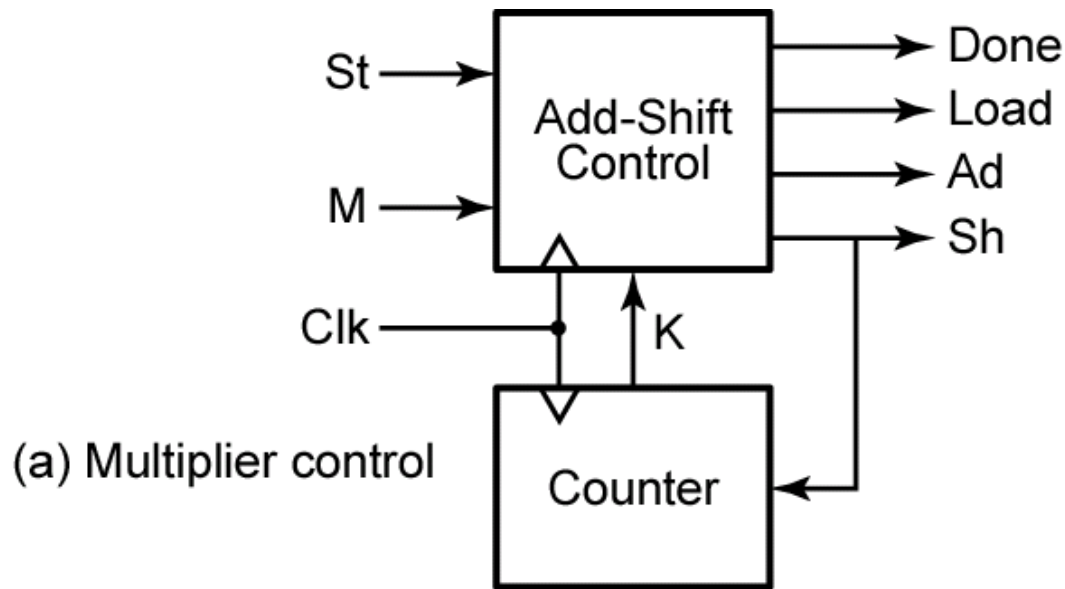 St
M
Clk
Add-Shift
Control
Done
Load
Ad
Sh
K
(a) Multiplier control
Counter